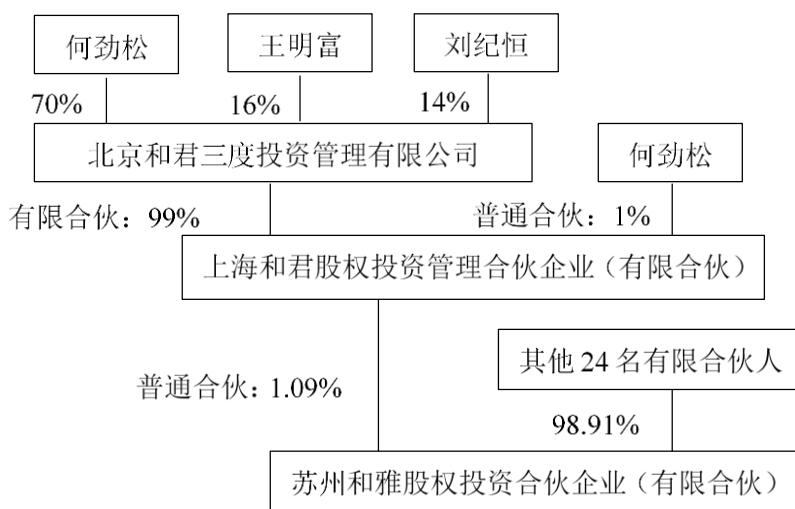 何劲松 王明富 刘纪恒
70% 16% 14%
北京和君三度投资管理有限公司 何劲松
有限合伙：99% 普通合伙：1%
上海和君股权投资管理合伙企业（有限合伙）
其他 24 名有限合伙人
普通合伙：1.09%
98.91%
苏州和雅股权投资合伙企业（有限合伙）